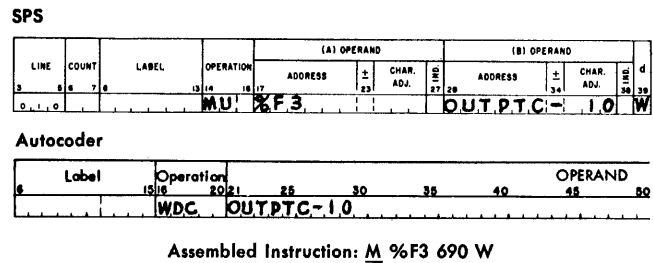 SPS
(A) OPERAND (B) OPERAND
LINE COUNT LABEL OPERATION ADDRESS ± CHAR. ADJ. IND. ADDRESS ± CHAR. ADJ. IND. d
3 5 6 7 8 13 14 16 17 23 27 28 34 38 39
0 1 0 M U %F3 OUTPTC - 10 W
Autocoder
Label Operation OPERAND
6 15 16 20 21 25 30 35 40 45 50
WDC OUTPTC-10
Assembled Instruction: M %F3 690 W